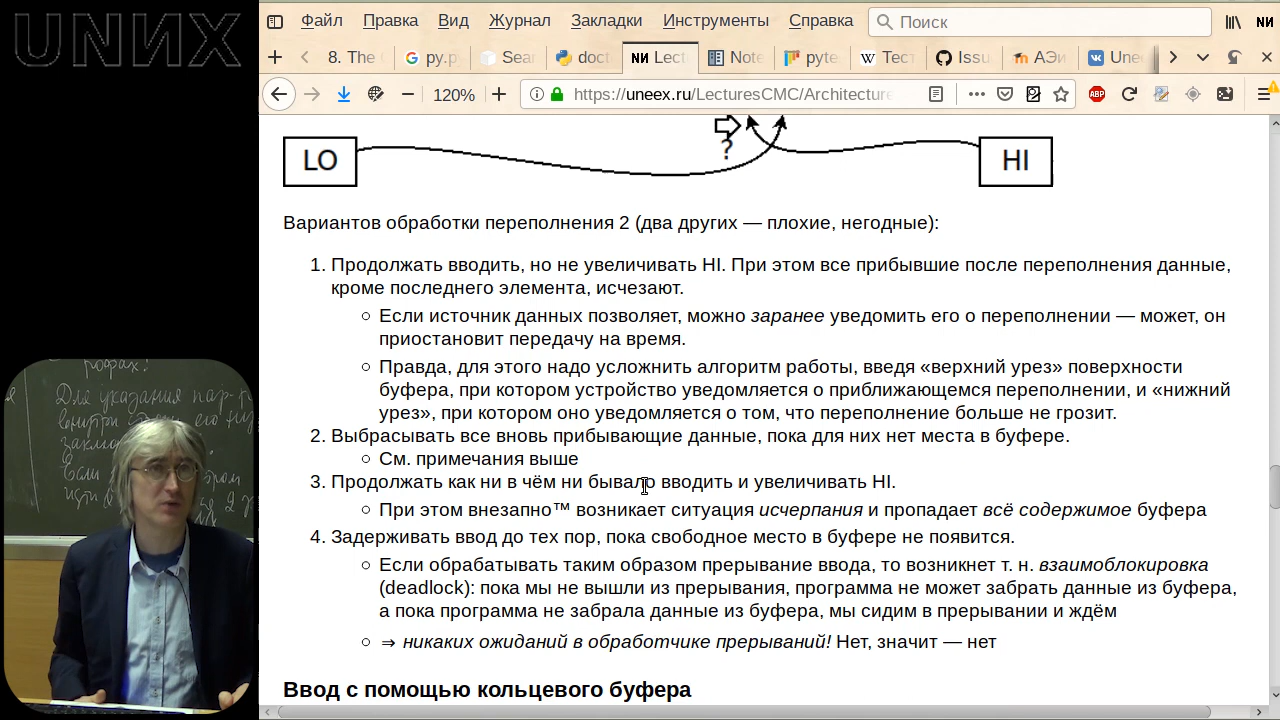 UNИX
Файл Правка Вид Журнал Закладки Инструменты Справка Поиск
8. The py.p Sear doct Lect Note pyte Тест Issu АЭи Unee
120% https://uneex.ru/LecturesCMC/Architecture ABP
LO ? HI
Вариантов обработки переполнения 2 (два других — плохие, негодные):
1. Продолжать вводить, но не увеличивать HI. При этом все прибывшие после переполнения данные,
кроме последнего элемента, исчезают.
Если источник данных позволяет, можно заранее уведомить его о переполнении — может, он
приостановит передачу на время.
Правда, для этого надо усложнить алгоритм работы, введя «верхний урез» поверхности
буфера, при котором устройство уведомляется о приближающемся переполнении, и «нижний
урез», при котором оно уведомляется о том, что переполнение больше не грозит.
2. Выбрасывать все вновь прибывающие данные, пока для них нет места в буфере.
См. примечания выше
3. Продолжать как ни в чём ни бывало вводить и увеличивать HI.
При этом внезапно™ возникает ситуация исчерпания и пропадает всё содержимое буфера
4. Задерживать ввод до тех пор, пока свободное место в буфере не появится.
Если обрабатывать таким образом прерывание ввода, то возникнет т. н. взаимоблокировка
(deadlock): пока мы не вышли из прерывания, программа не может забрать данные из буфера,
а пока программа не забрала данные из буфера, мы сидим в прерывании и ждём
⇒ никаких ожиданий в обработчике прерываний! Нет, значит — нет
Ввод с помощью кольцевого буфера